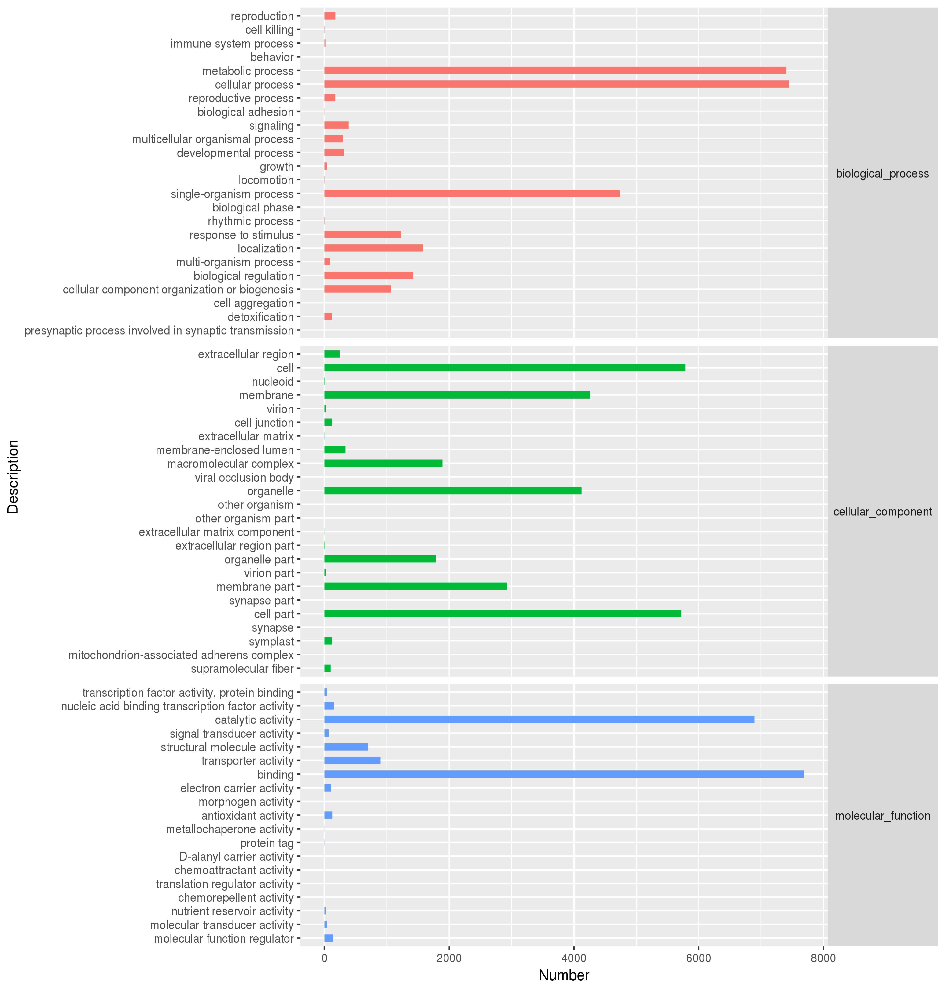 reproduction
cell killing
immune system process
behavior
metabolic process
cellular process
reproductive process
biological adhesion
signaling
multicellular organismal process
developmental process
growth
locomotion
single-organism process
biological phase
rhythmic process
response to stimulus
localization
multi-organism process
biological regulation
cellular component organization or biogenesis
cell aggregation
detoxification
presynaptic process involved in synaptic transmission
biological_process
extracellular region
cell
nucleoid
membrane
virion
cell junction
extracellular matrix
membrane-enclosed lumen
macromolecular complex
viral occlusion body
organelle
other organism
other organism part
extracellular matrix component
extracellular region part
organelle part
virion part
membrane part
synapse part
cell part
synapse
symplast
mitochondrion-associated adherens complex
supramolecular fiber
cellular_component
transcription factor activity, protein binding
nucleic acid binding transcription factor activity
catalytic activity
signal transducer activity
structural molecule activity
transporter activity
binding
electron carrier activity
morphogen activity
antioxidant activity
metallochaperone activity
protein tag
D-alanyl carrier activity
chemoattractant activity
translation regulator activity
chemorepellent activity
nutrient reservoir activity
molecular transducer activity
molecular function regulator
molecular_function
Description
0 2000 4000 6000 8000
Number